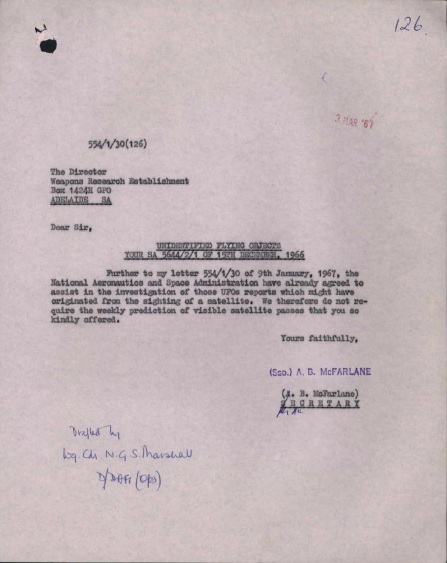 126.
2 MAR '67
554/1/30(126)
The Director
Weapons Research Establishment
Box 1424H GPO
ADELAIDE SA
Dear Sir,
UNIDENTIFIED FLYING OBJECTS
YOUR SA 5644/2/1 OF 15TH DECEMBER, 1966
Further to my letter 554/1/30 of 9th January, 1967, the
National Aeronautics and Space Administration have already agreed to
assist in the investigation of those UFOs reports which might have
originated from the sighting of a satellite. We therefore do not re-
quire the weekly prediction of visible satellite passes that you so
kindly offered.
Yours faithfully,
(SGD.) A. B. McFARLANE
(A. B. McFarlane)
SECRETARY
Drafted by
Wg. Cdr N.G.S. Marshall